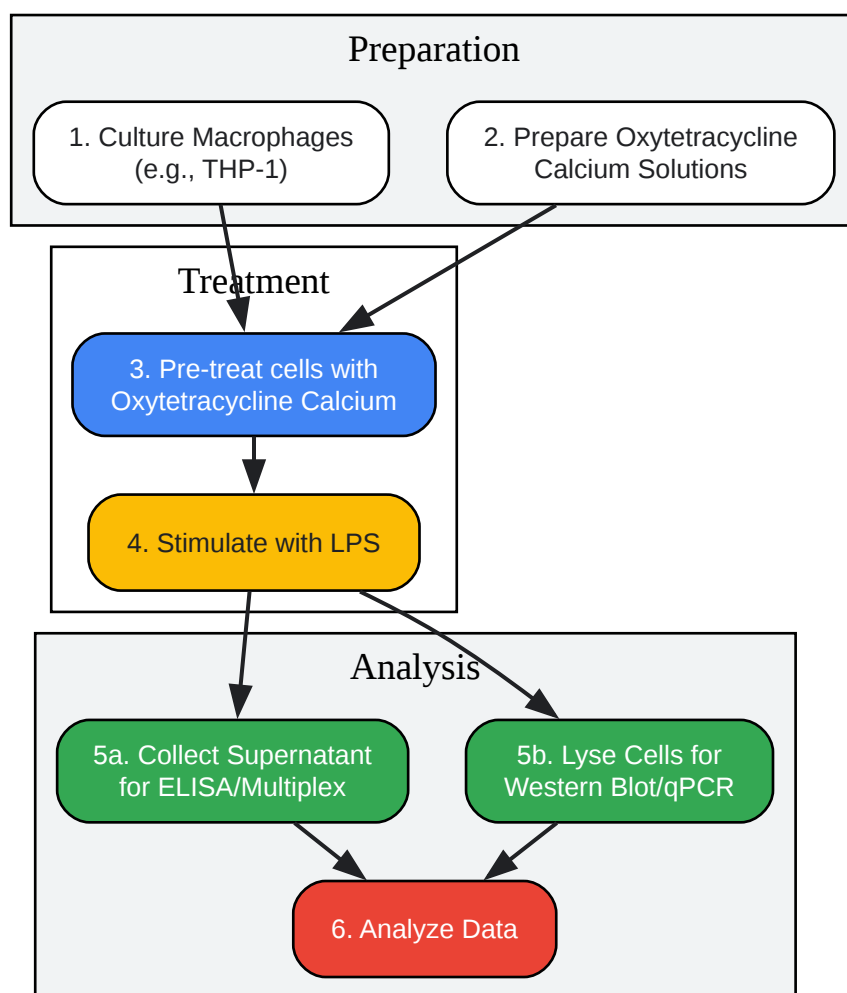 Preparation
1. Culture Macrophages
(e.g., THP-1)
2. Prepare Oxytetracycline
Calcium Solutions
Treatment
3. Pre-treat cells with
Oxytetracycline Calcium
4. Stimulate with LPS
Analysis
5a. Collect Supernatant
for ELISA/Multiplex
5b. Lyse Cells for
Western Blot/qPCR
6. Analyze Data